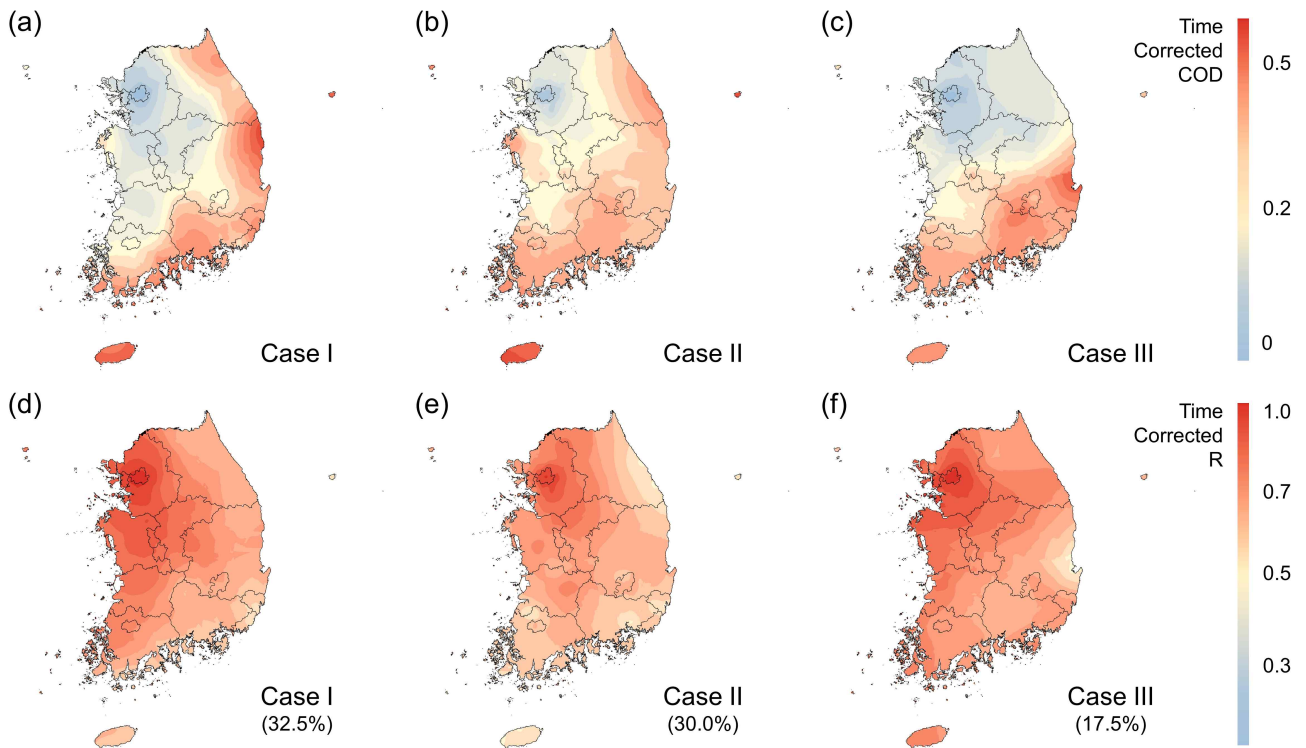 (a)
(b)
(c)
Time
Corrected
COD
0.5
0.2
0
Case I
Case II
Case III
(d)
(e)
(f)
Time
Corrected
R
1.0
0.7
0.5
0.3
Case I
(32.5%)
Case II
(30.0%)
Case III
(17.5%)